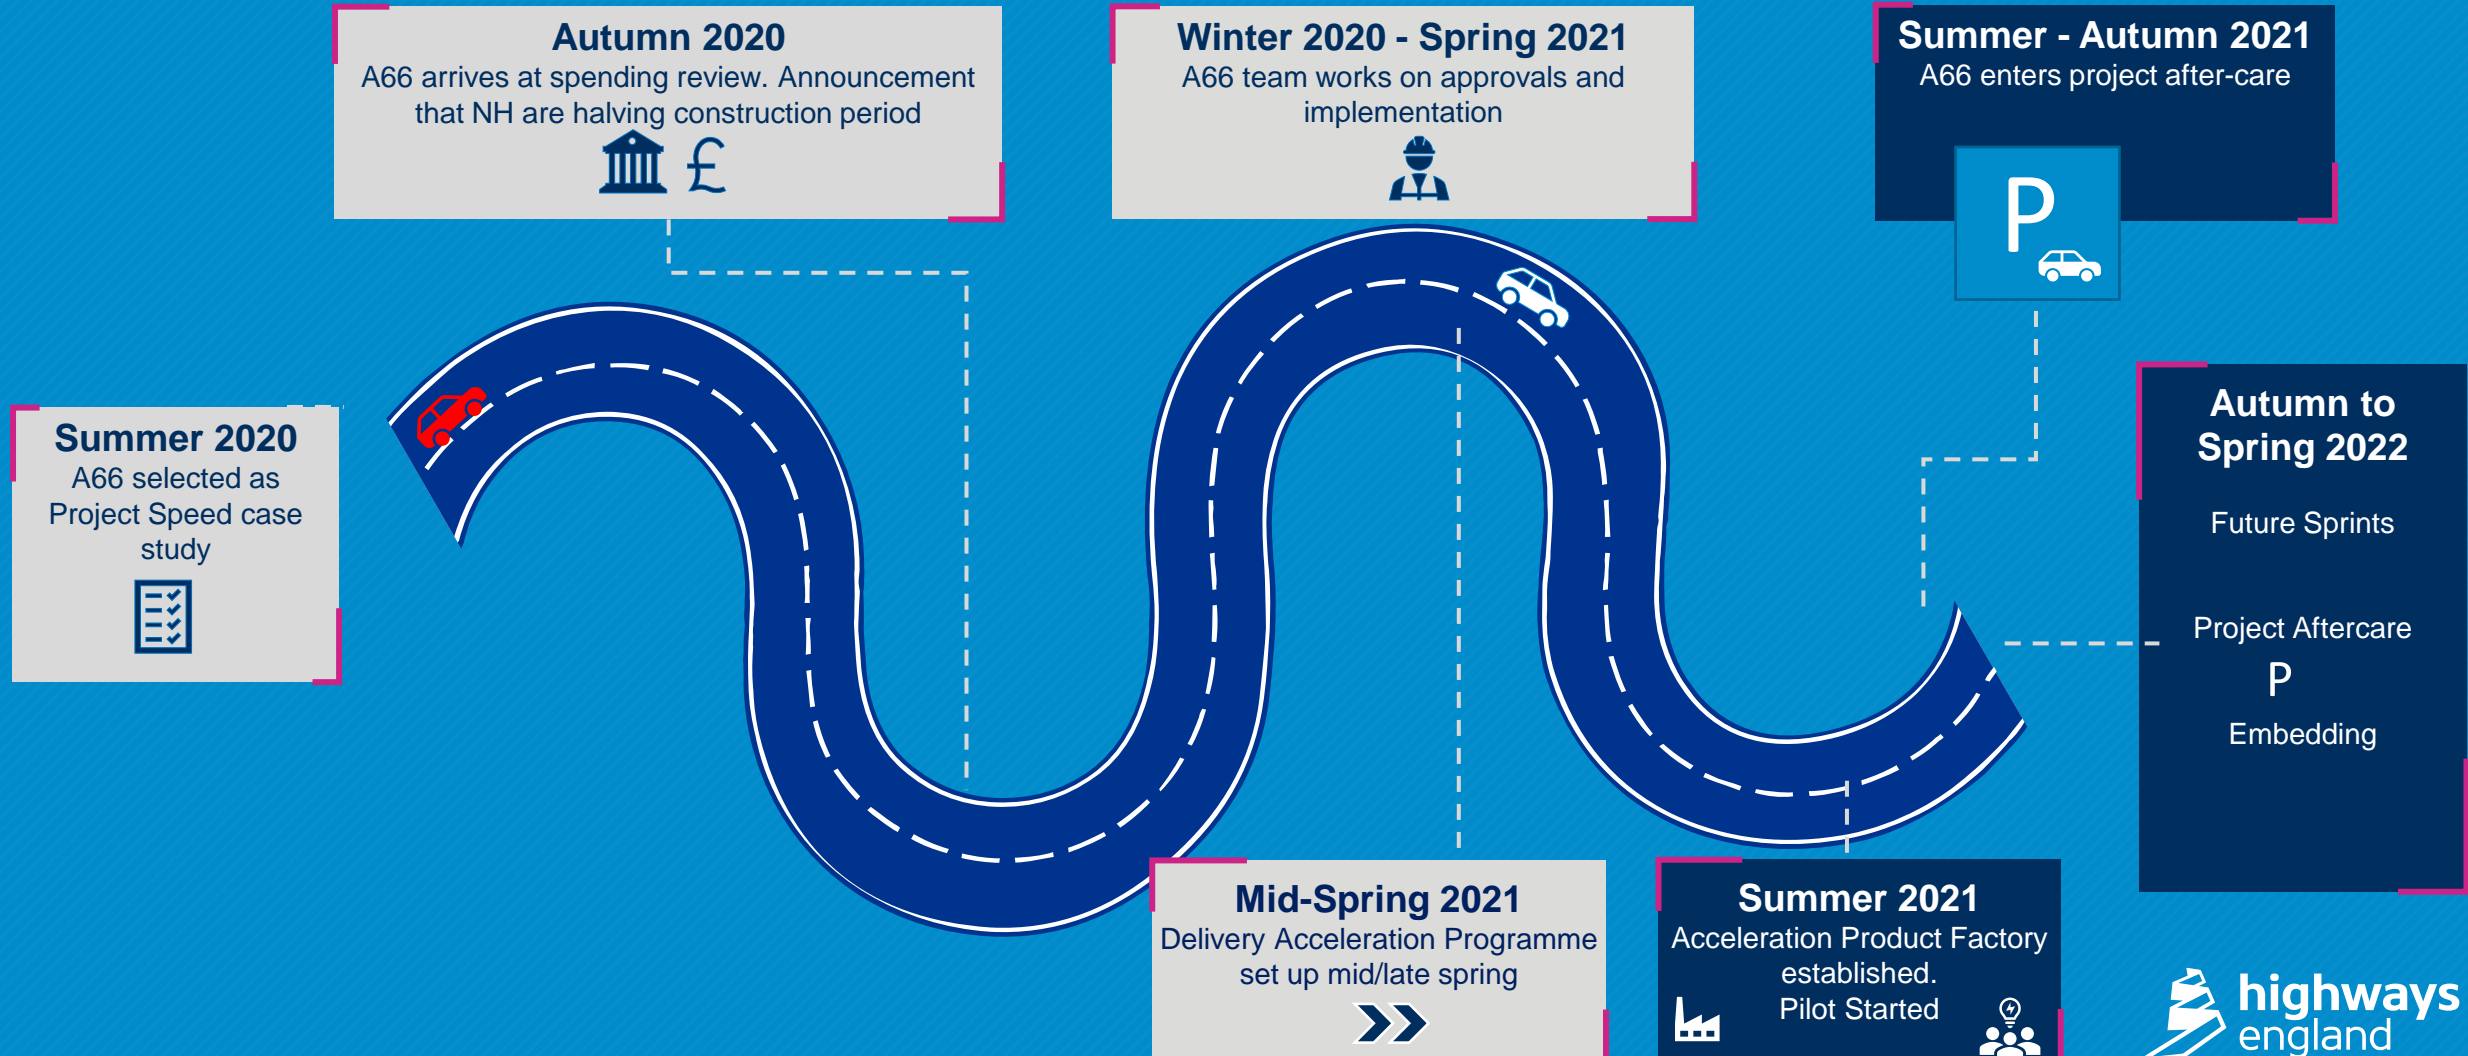 Autumn 2020
A66 arrives at spending review. Announcement
that NH are halving construction period
£
Winter 2020 - Spring 2021
A66 team works on approvals and
implementation
Summer - Autumn 2021
A66 enters project after-care
P
Summer 2020
A66 selected as
Project Speed case
study
Autumn to
Spring 2022
Future Sprints
Project Aftercare
P
Embedding
Mid-Spring 2021
Delivery Acceleration Programme
set up mid/late spring
Summer 2021
Acceleration Product Factory
established.
Pilot Started
highways
england